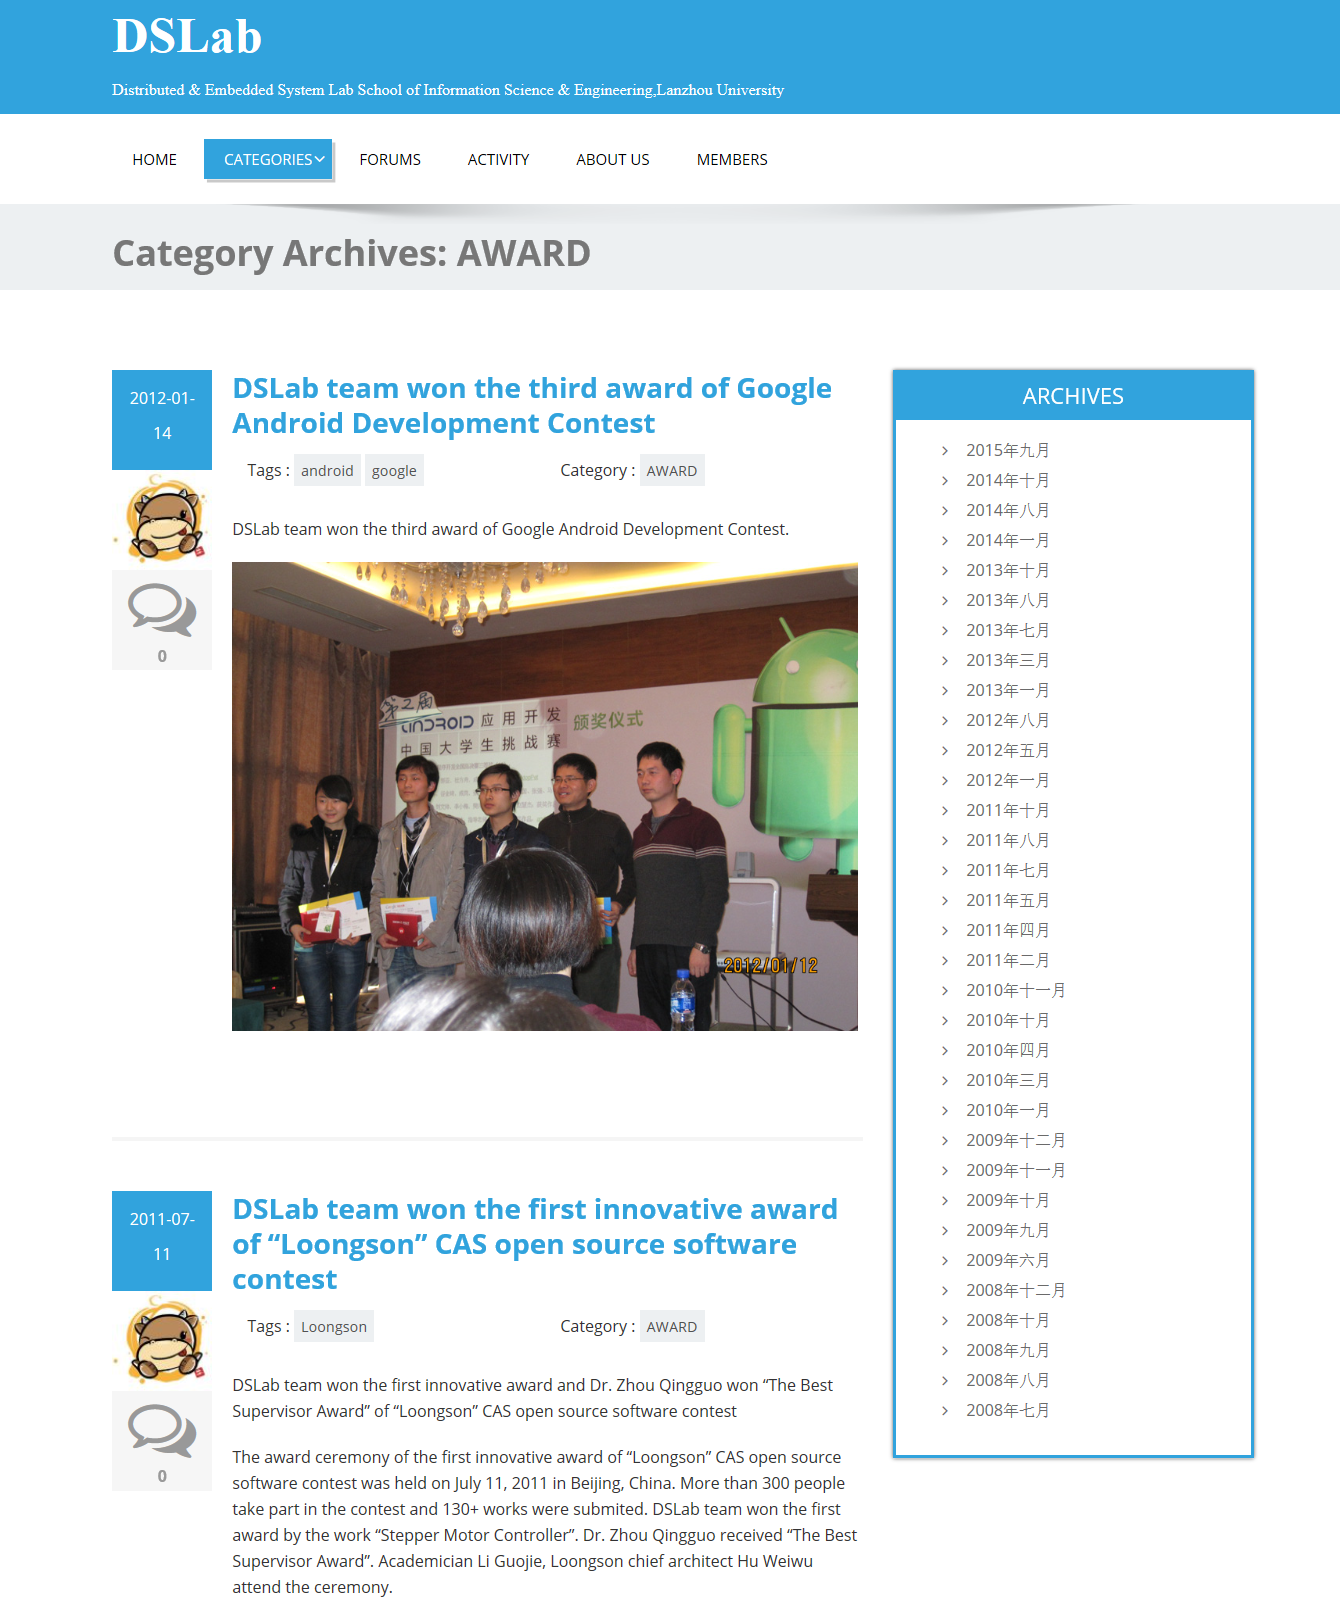 DSLab
Distributed & Embedded System Lab School of Information Science & Engineering,Lanzhou University
HOME
CATEGORIES
FORUMS
ACTIVITY
ABOUT US
MEMBERS
Category Archives: AWARD
2012-01-
14
0
DSLab team won the third award of Google
Android Development Contest
Tags : android google
Category : AWARD
DSLab team won the third award of Google Android Development Contest.
第二届
ANDROID 应用开发
中国大学生挑战赛
颁奖仪式
2012/01/12
2011-07-
11
0
DSLab team won the first innovative award
of “Loongson” CAS open source software
contest
Tags : Loongson
Category : AWARD
DSLab team won the first innovative award and Dr. Zhou Qingguo won “The Best
Supervisor Award” of “Loongson” CAS open source software contest
The award ceremony of the first innovative award of “Loongson” CAS open source
software contest was held on July 11, 2011 in Beijing, China. More than 300 people
take part in the contest and 130+ works were submited. DSLab team won the first
award by the work “Stepper Motor Controller”. Dr. Zhou Qingguo received “The Best
Supervisor Award”. Academician Li Guojie, Loongson chief architect Hu Weiwu
attend the ceremony.
ARCHIVES
2015年九月
2014年十月
2014年八月
2014年一月
2013年十月
2013年八月
2013年七月
2013年三月
2013年一月
2012年八月
2012年五月
2012年一月
2011年十月
2011年八月
2011年七月
2011年五月
2011年四月
2011年二月
2010年十一月
2010年十月
2010年四月
2010年三月
2010年一月
2009年十二月
2009年十一月
2009年十月
2009年九月
2009年六月
2008年十二月
2008年十月
2008年九月
2008年八月
2008年七月